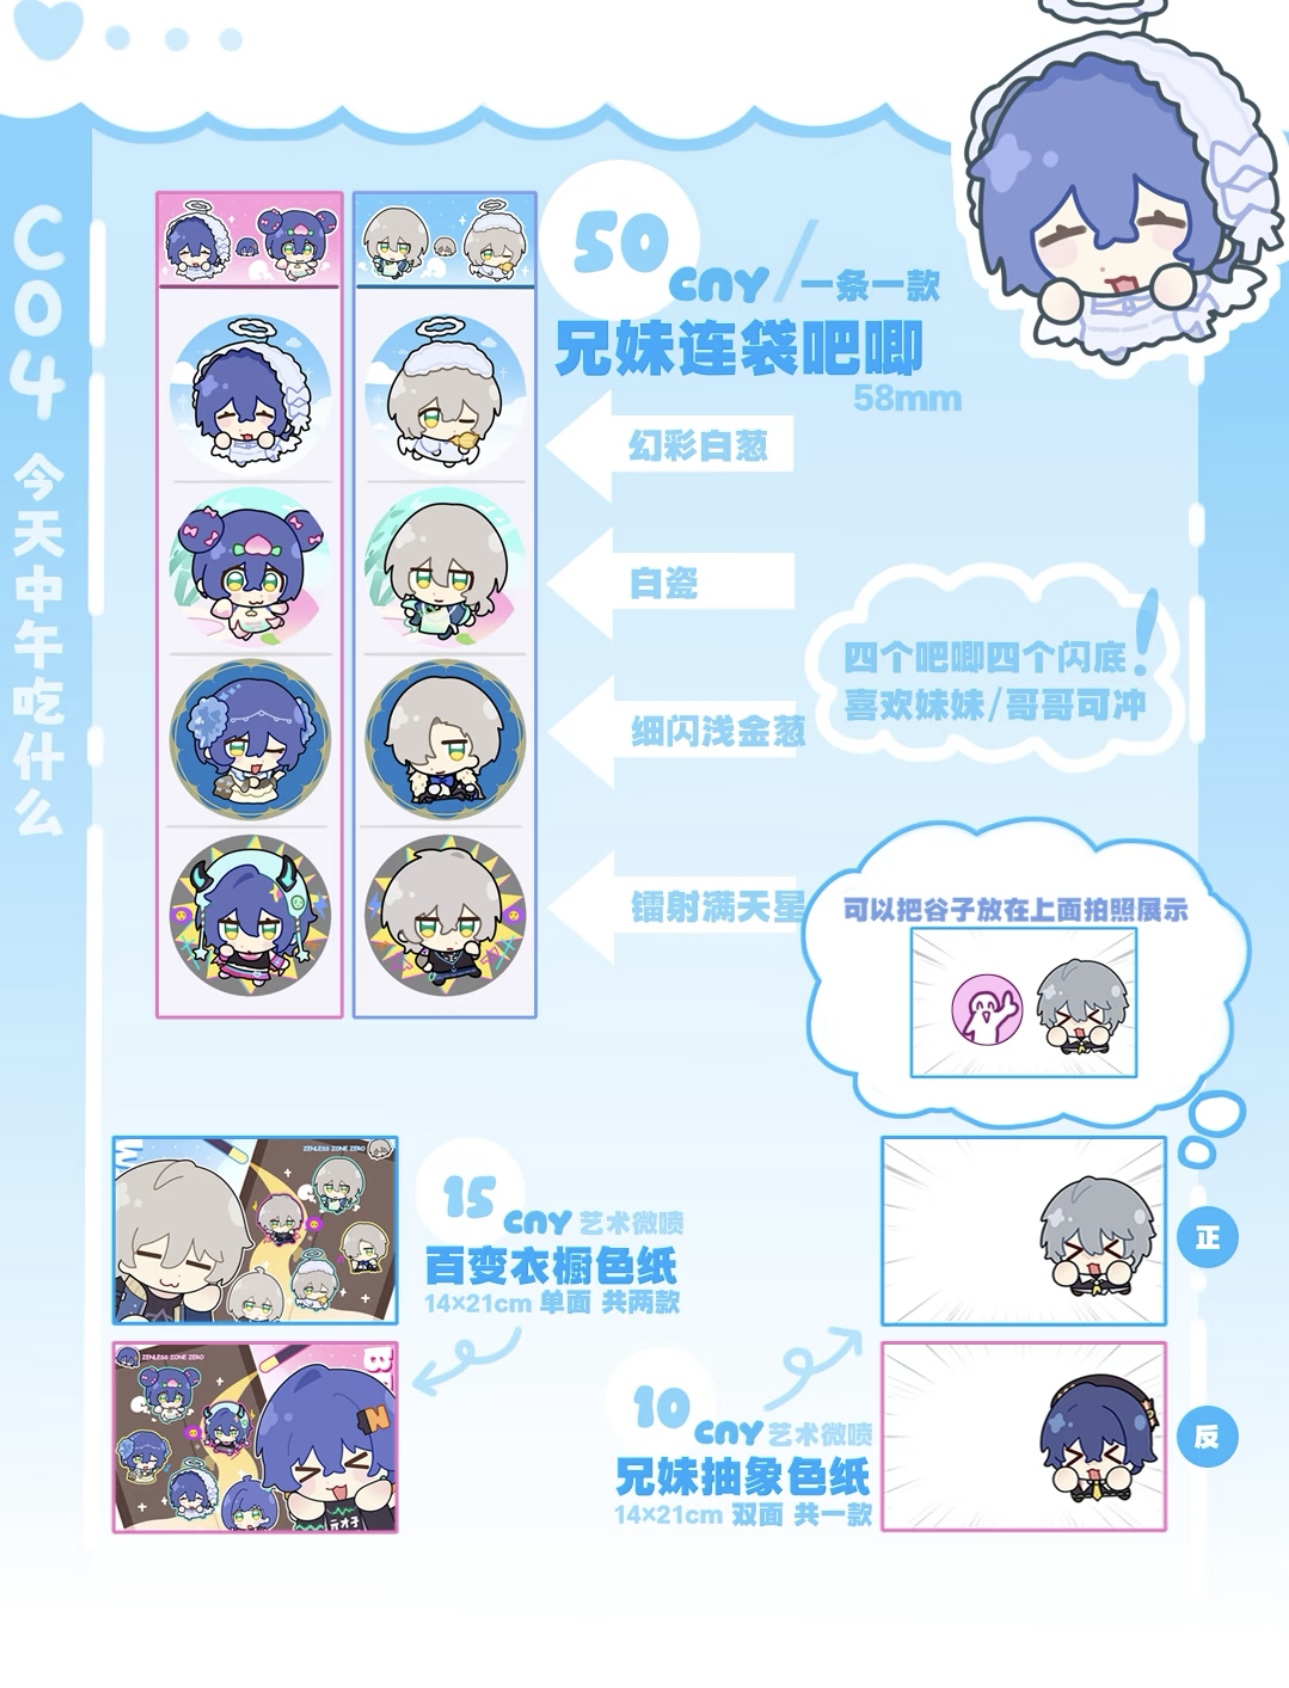 C04 今天中午吃什么
50 CNY/一条一款
兄妹连袋吧唧
58mm
幻彩白葱
白瓷
四个吧唧四个闪底!
喜欢妹妹/哥哥可冲
细闪浅金葱
镭射满天星
可以把谷子放在上面拍照展示
ZENLESS ZONE ZERO
15 CNY 艺术微喷
百变衣橱色纸
14×21cm 单面 共两款
正
ZENLESS ZONE ZERO
10 CNY 艺术微喷
兄妹抽象色纸
14×21cm 双面 共一款
反